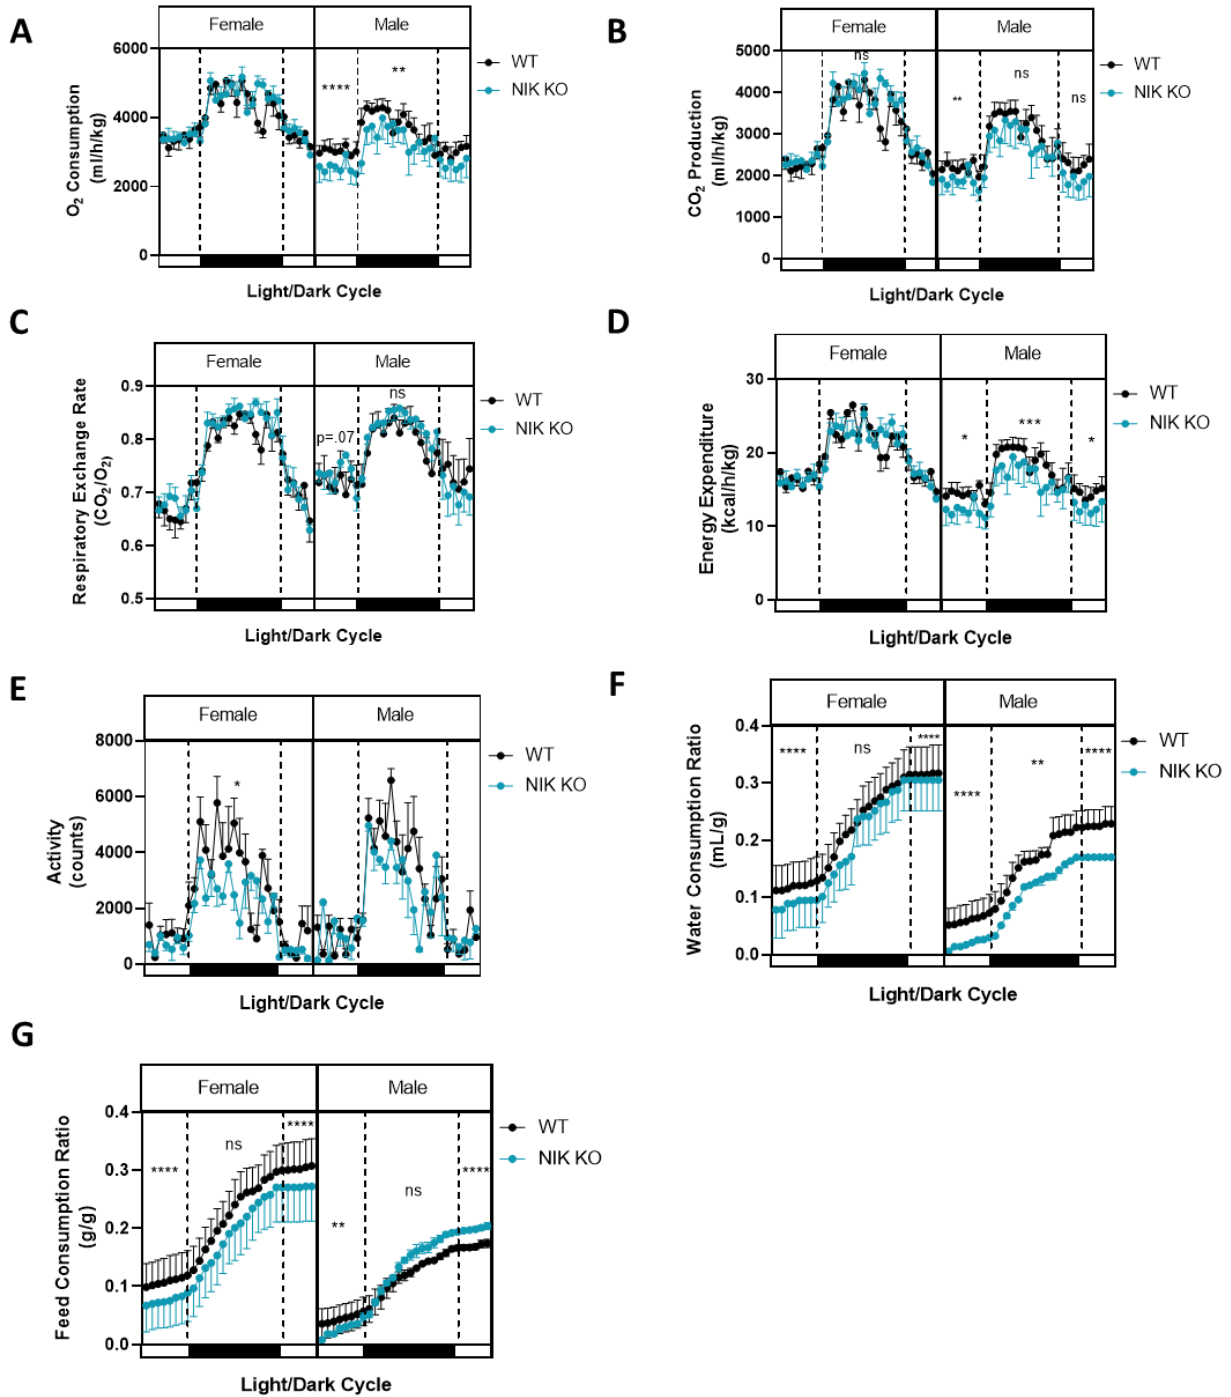 A
Female
Male
6000
4000
2000
0
O2 Consumption
(ml/h/kg)
****
**
WT
NIK KO
Light/Dark Cycle
B
Female
Male
5000
4000
3000
2000
1000
0
CO2 Production
(ml/h/kg)
ns
**
ns
ns
WT
NIK KO
Light/Dark Cycle
C
Female
Male
0.9
0.8
0.7
0.6
0.5
Respiratory Exchange Rate
(CO2/O2)
p=.07
ns
WT
NIK KO
Light/Dark Cycle
D
Female
Male
30
20
10
0
Energy Expenditure
(kcal/h/kg)
*
***
*
WT
NIK KO
Light/Dark Cycle
E
Female
Male
8000
6000
4000
2000
0
Activity
(counts)
*
WT
NIK KO
Light/Dark Cycle
F
Female
Male
0.4
0.3
0.2
0.1
0.0
Water Consumption Ratio
(mL/g)
****
ns
****
****
**
****
WT
NIK KO
Light/Dark Cycle
G
Female
Male
0.4
0.3
0.2
0.1
0.0
Feed Consumption Ratio
(g/g)
****
ns
****
**
ns
****
WT
NIK KO
Light/Dark Cycle